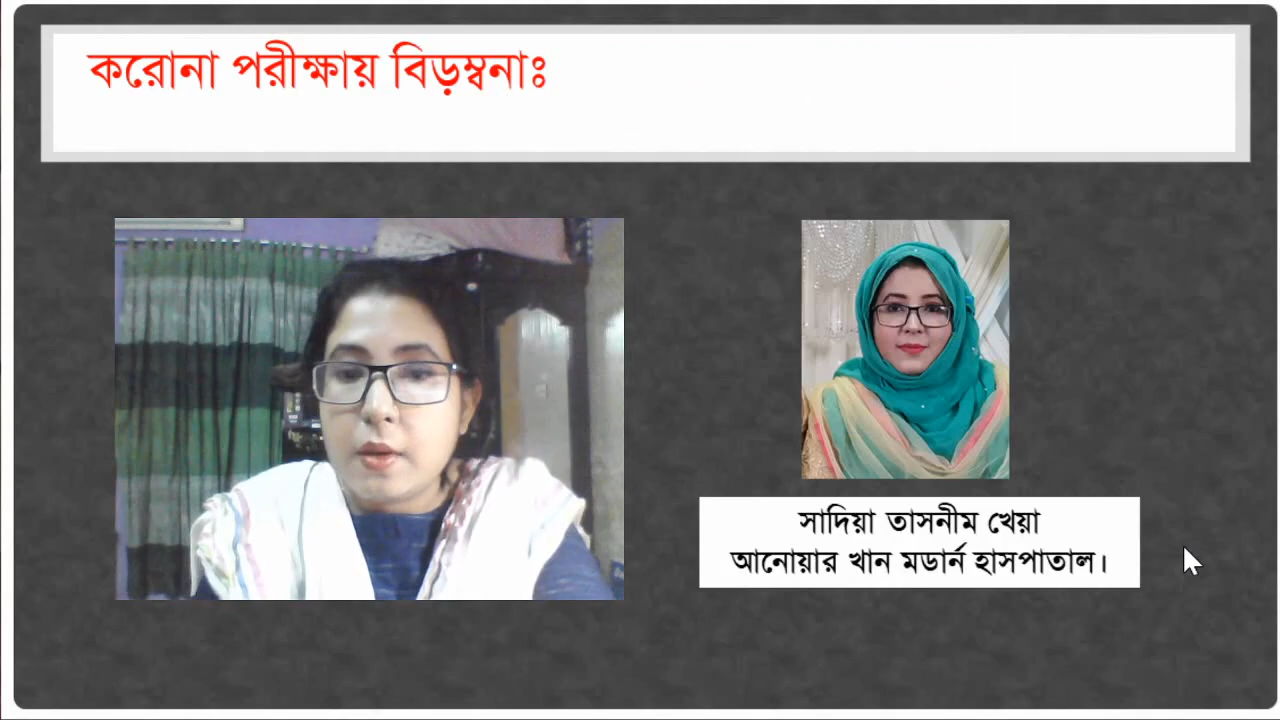 করোনা পরীক্ষায় বিড়ম্বনাঃ
সাদিয়া তাসনীম খেয়া
আনোয়ার খান মডার্ন হাসপাতাল।